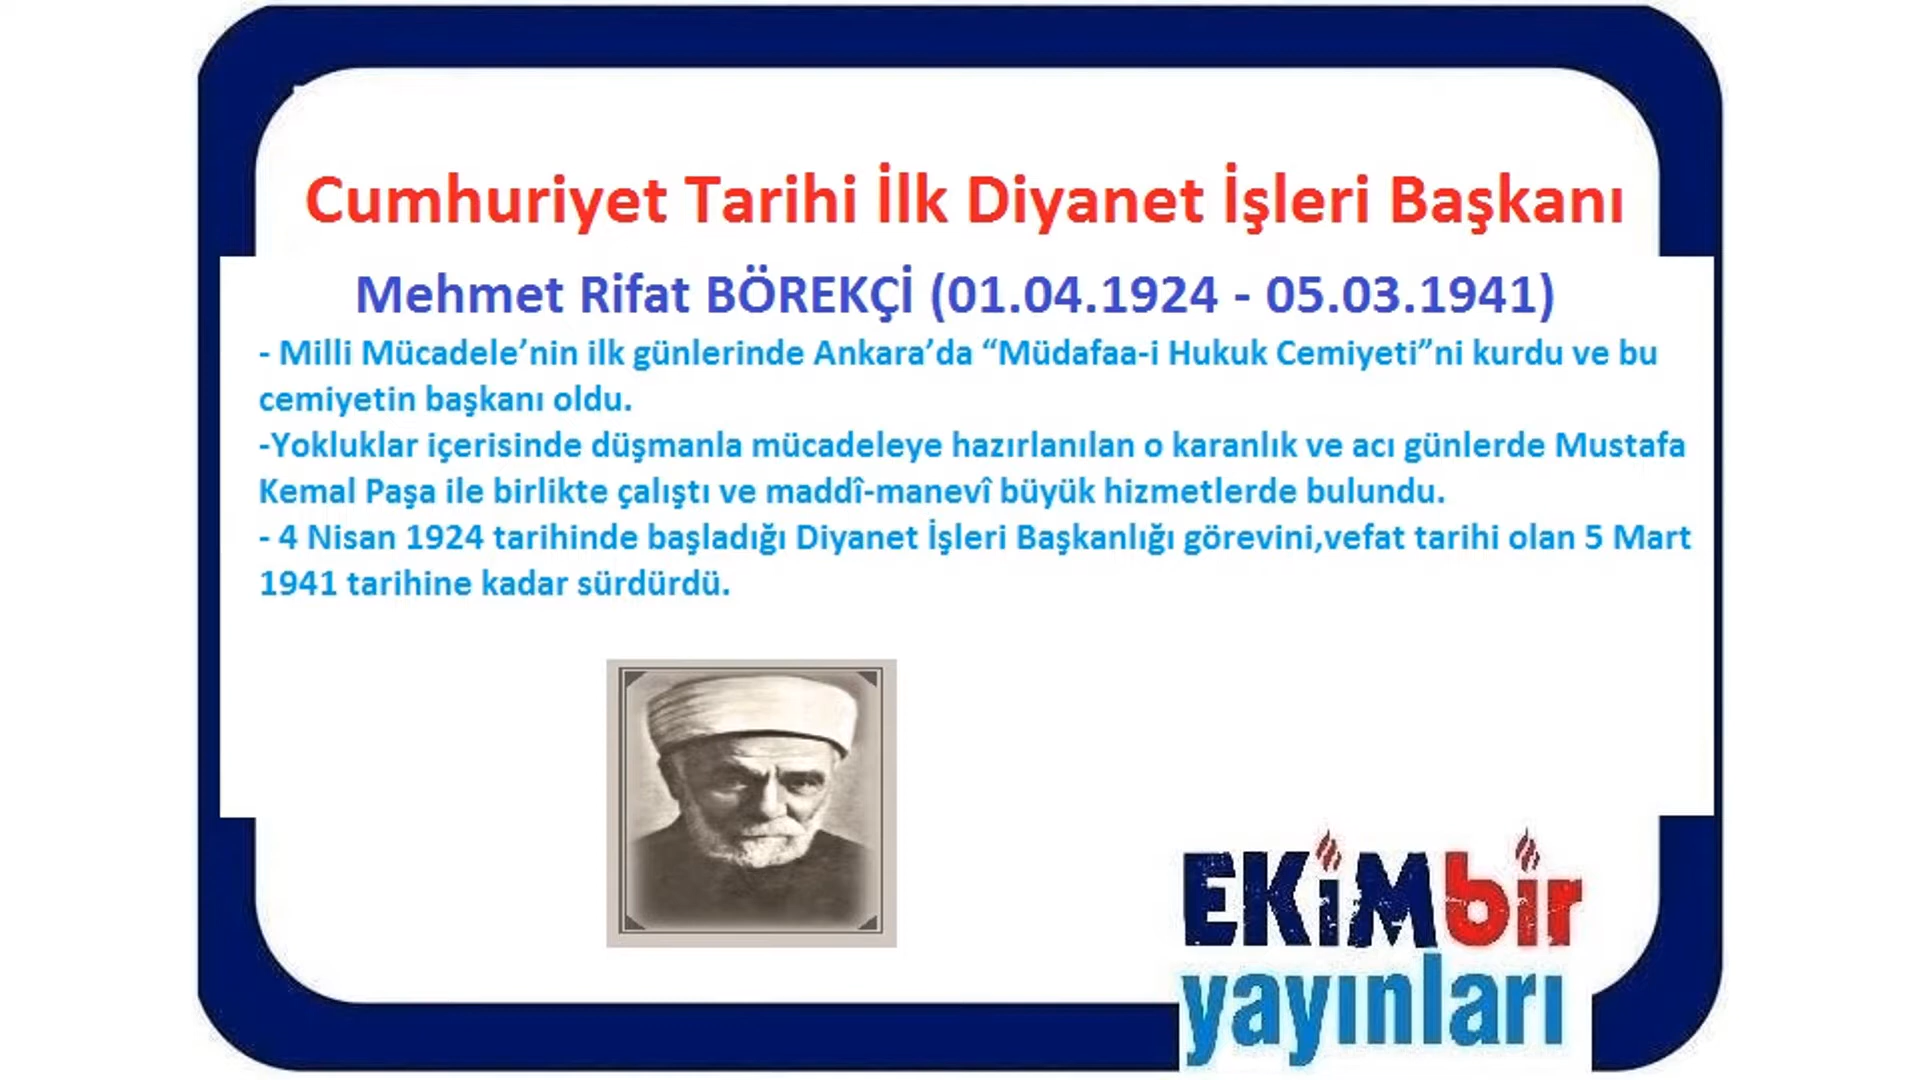 Cumhuriyet Tarihi İlk Diyanet İşleri Başkanı
Mehmet Rifat BÖREKÇİ (01.04.1924 - 05.03.1941)
- Milli Mücadele’nin ilk günlerinde Ankara’da “Müdafaa-i Hukuk Cemiyeti”ni kurdu ve bu
cemiyetin başkanı oldu.
-Yokluklar içerisinde düşmanla mücadeleye hazırlanılan o karanlık ve acı günlerde Mustafa
Kemal Paşa ile birlikte çalıştı ve maddî-manevî büyük hizmetlerde bulundu.
- 4 Nisan 1924 tarihinde başladığı Diyanet İşleri Başkanlığı görevini,vefat tarihi olan 5 Mart
1941 tarihine kadar sürdürdü.
EKiMbir
yayınları